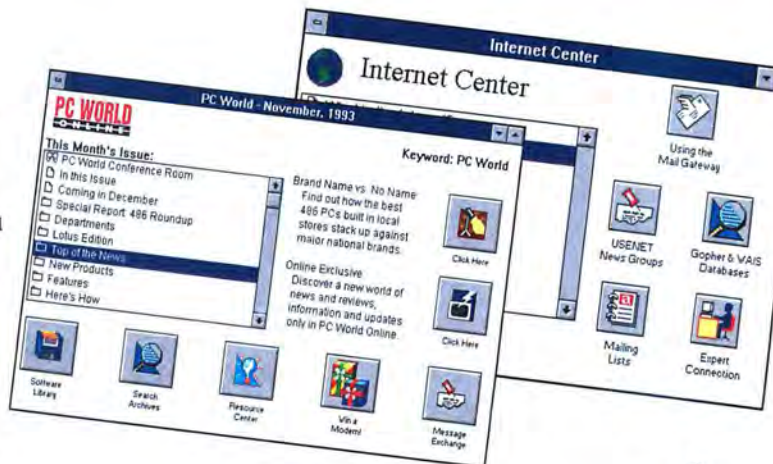 Internet Center
Internet Center
Using the
Mail Gateway
USENET
News Groups
Gopher & WAIS
Databases
Mailing
Lists
Expert
Connection
PC World - November, 1993
PC WORLD
ONLINE
Keyword: PC World
This Month's Issue:
PC World Conference Room
In this Issue
Coming in December
Special Report: 486 Roundup
Departments
Lotus Edition
Top of the News
New Products
Features
Here's How
Brand Name vs. No Name
Find out how the best
486 PCs built in local
stores stack up against
major national brands.
Online Exclusive
Discover a new world of
news and reviews,
information and updates
only in PC World Online.
Click Here
Click Here
Software
Library
Search
Archives
Resource
Center
Win a
Modem!
Message
Exchange